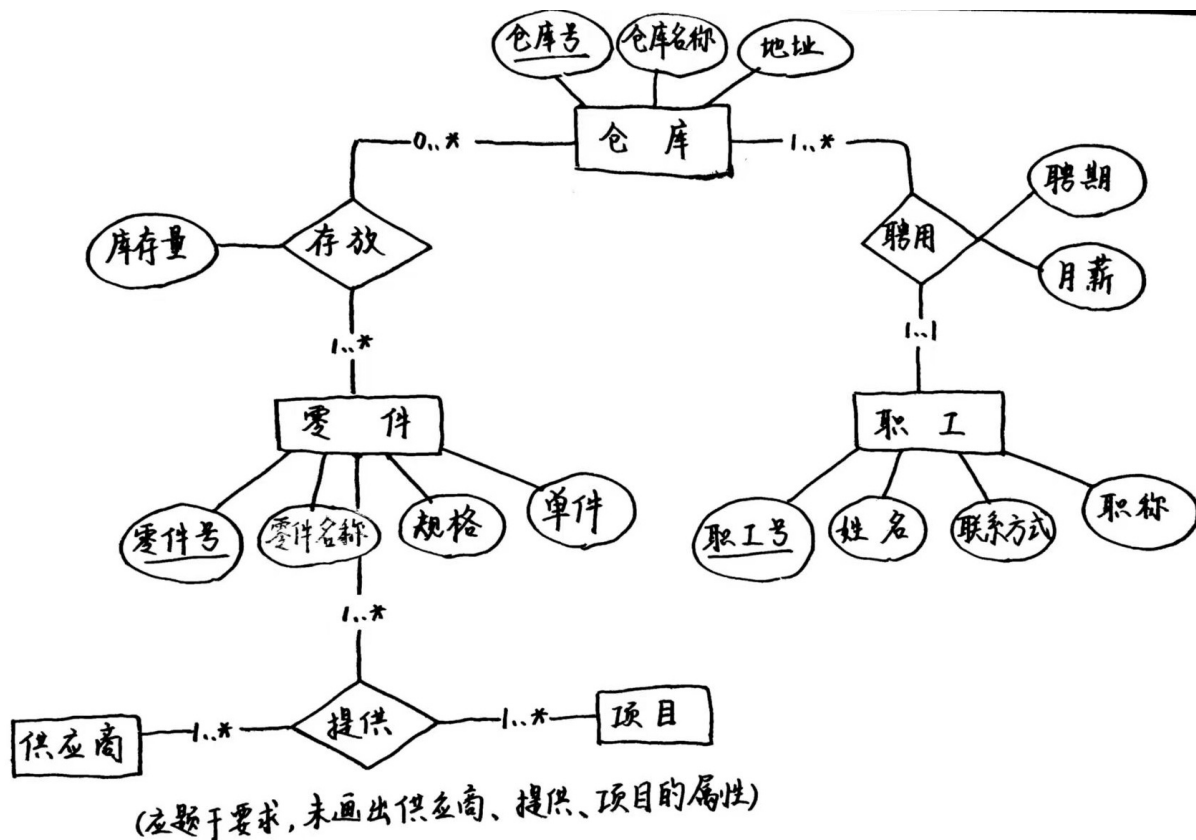 仓库号 仓库名称 地址
0..* 仓库 1..*
聘期
库存量 存放 聘用
月薪
1..* 1..1
零件 职工
零件号 零件名称 规格 单件
职工号 姓名 联系方式 职称
1..*
供应商 1..* 提供 1..* 项目
(应题于要求,未画出供应商、提供、项目的属性)